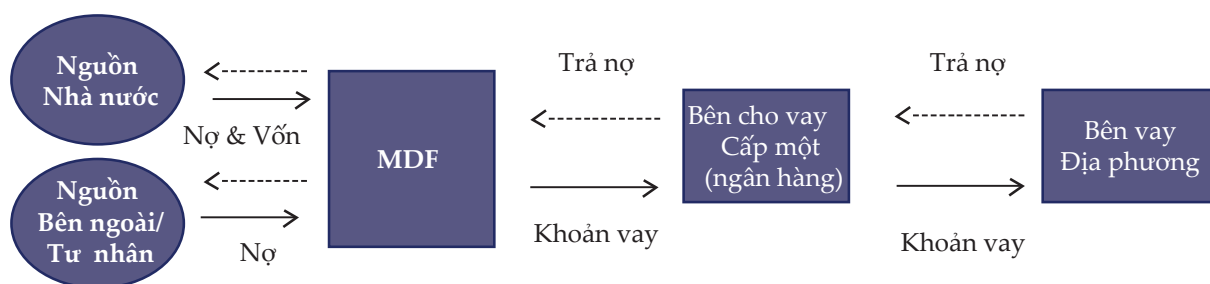 Nguồn
Nhà nước
Nợ & Vốn
Nguồn
Bên ngoài/
Tư nhân
Nợ
MDF
Trả nợ
Khoản vay
Bên cho vay
Cấp một
(ngân hàng)
Trả nợ
Khoản vay
Bên vay
Địa phương